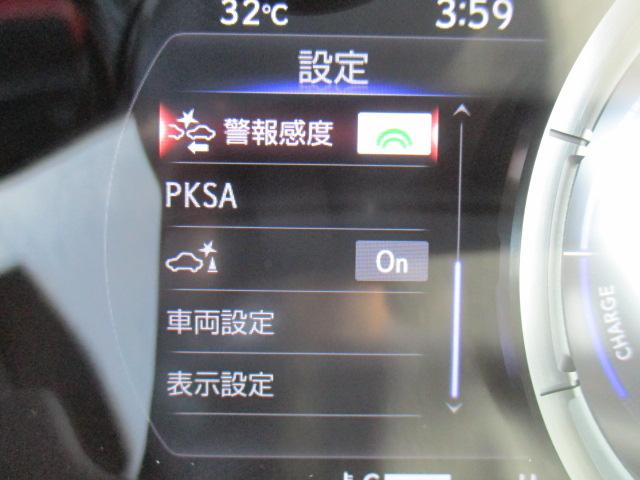 32°C 3:59
設定
警報感度
PKSA
On
車両設定
表示設定
CHARGE